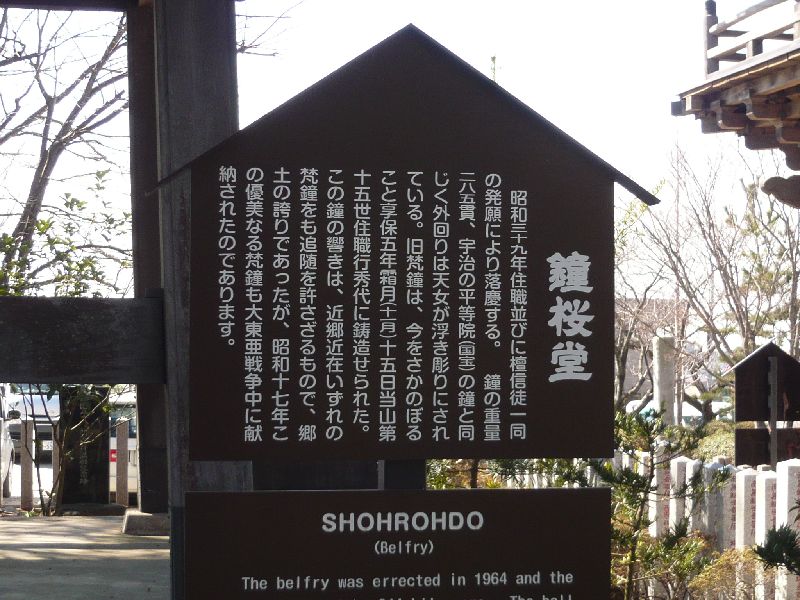 鐘楼堂
昭和三十九年住職並びに檀信徒一同
の発願により落慶する。　鐘の重量
二八五貫、宇治の平等院(国宝)の鐘と同
じく外回りは天女が浮き彫りにされ
ている。旧梵鐘は、今をさかのぼる
こと享保五年霜月(十一月)十五日当山第
十五世住職行秀代に鋳造せられた。
この鐘の響きは、近郷近在いずれの
梵鐘をも追随を許さざるもので、郷
土の誇りであったが、昭和十七年こ
の優美なる梵鐘も大東亜戦争中に献
納されたのであります。
SHOHROHDO
(Belfry)
The belfry was errected in 1964 and the